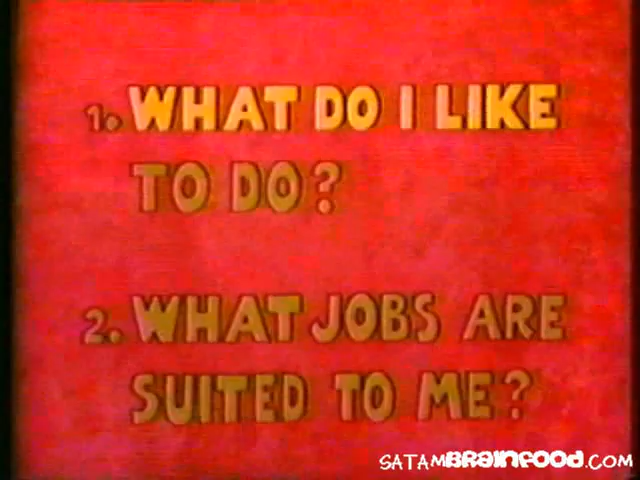 1. WHAT DO I LIKE
TO DO?
2. WHAT JOBS ARE
SUITED TO ME?
SATAMBRAINFOOD.COM